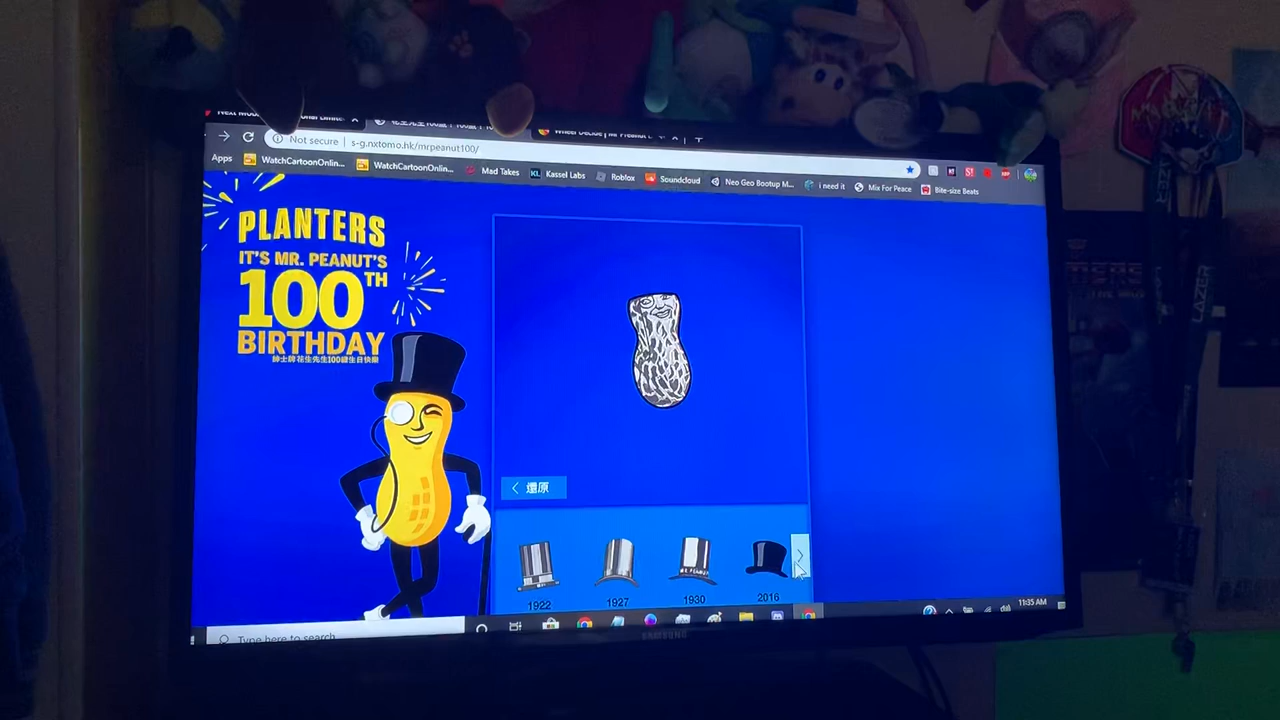 Not secure | s-g.nxtomo.hk/mrpeanut100/
Apps WatchCartoonOnlin... WatchCartoonOnlin... Mad Takes KL Kassel Labs Roblox Soundcloud Neo Geo Bootup M... i need it Mix For Peace Bite-size Beats
PLANTERS
IT'S MR. PEANUT'S
100TH
BIRTHDAY
紳士牌花生先生100歲生日快樂
還原
1922 1927 1930 2016
Type here to search
11:35 AM
SAMSUNG
LAZER